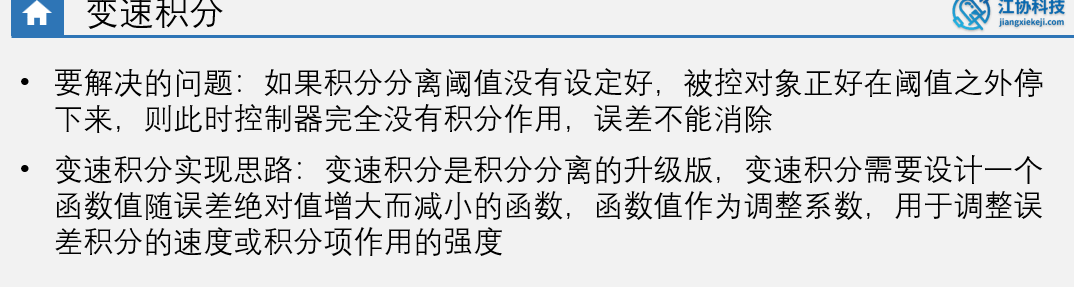 变速积分
江协科技
jiangxiekeji.com
• 要解决的问题：如果积分分离阈值没有设定好，被控对象正好在阈值之外停
下来，则此时控制器完全没有积分作用，误差不能消除
• 变速积分实现思路：变速积分是积分分离的升级版，变速积分需要设计一个
函数值随误差绝对值增大而减小的函数，函数值作为调整系数，用于调整误
差积分的速度或积分项作用的强度